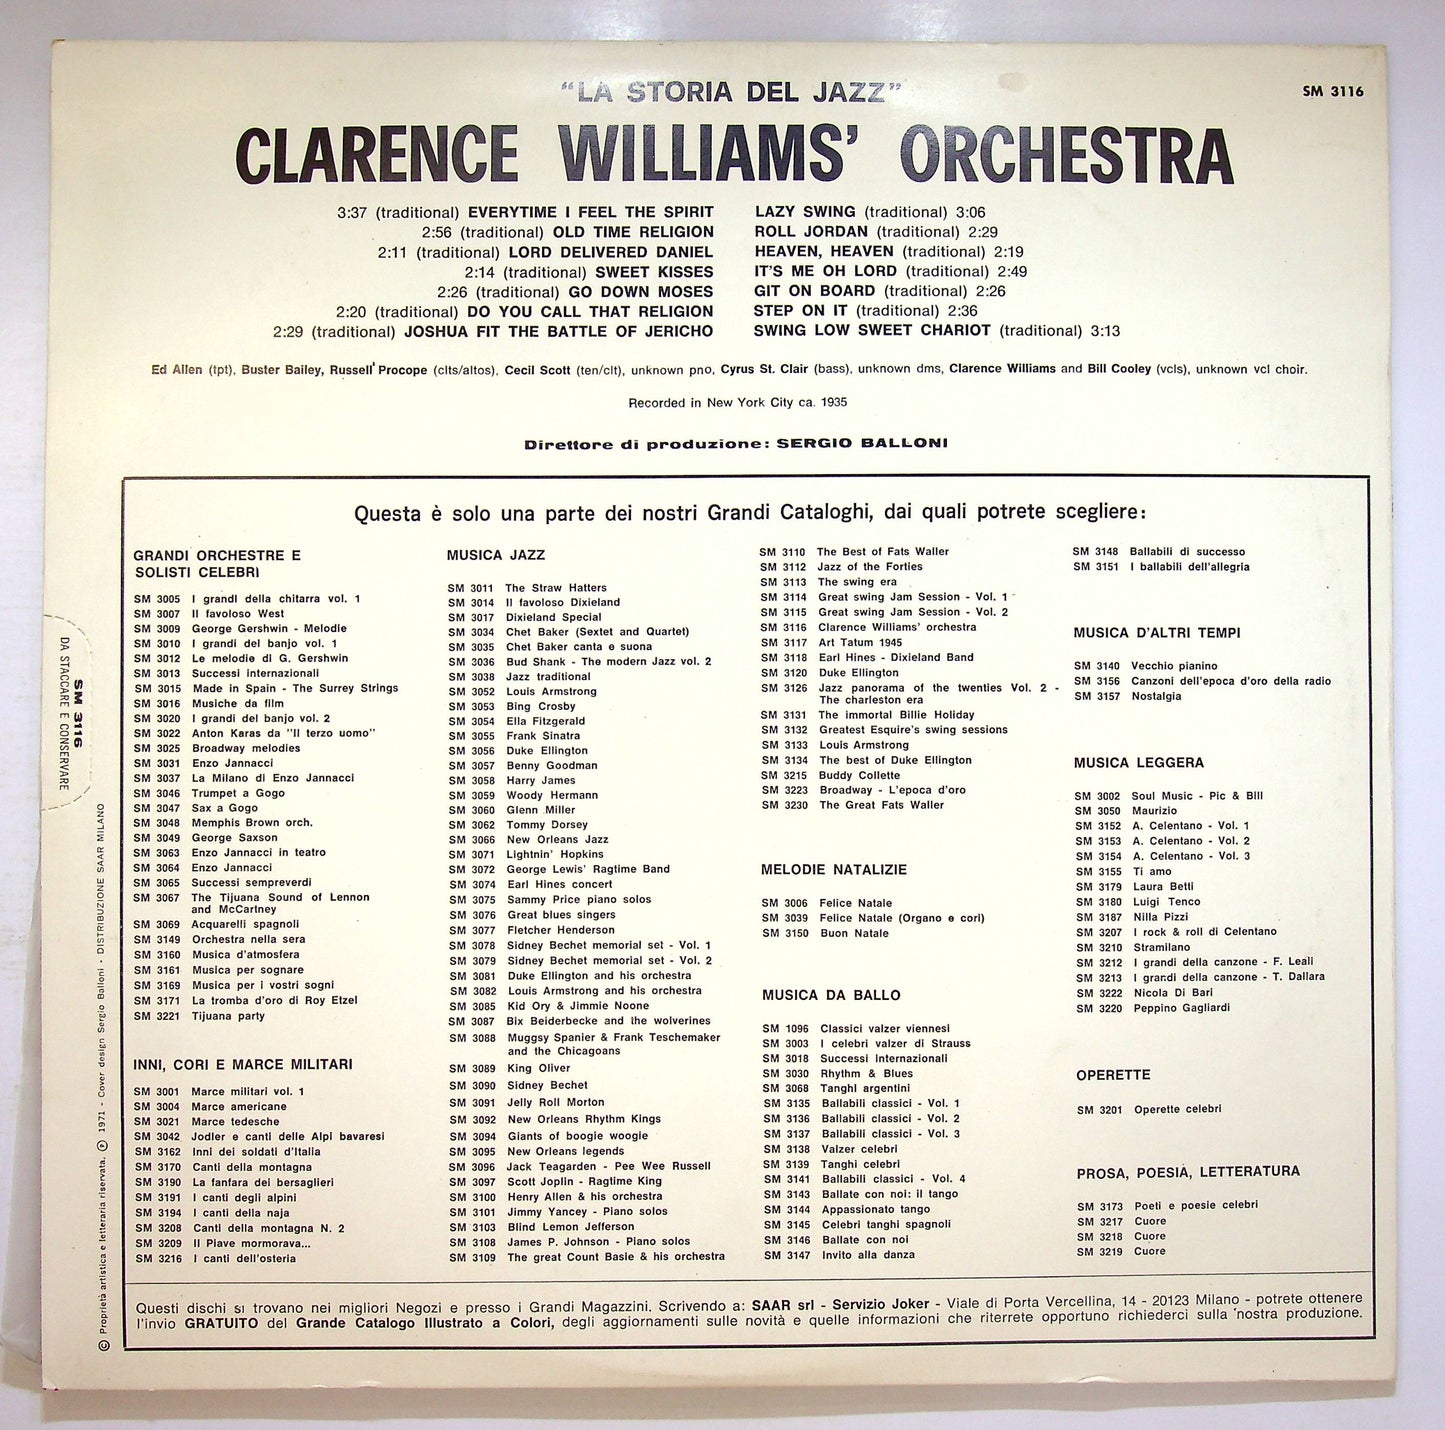 "LA STORIA DEL JAZZ"
SM 3116
CLARENCE WILLIAMS' ORCHESTRA
3:37 (traditional) EVERYTIME I FEEL THE SPIRIT
2:56 (traditional) OLD TIME RELIGION
2:11 (traditional) LORD DELIVERED DANIEL
2:14 (traditional) SWEET KISSES
2:26 (traditional) GO DOWN MOSES
2:20 (traditional) DO YOU CALL THAT RELIGION
2:29 (traditional) JOSHUA FIT THE BATTLE OF JERICHO
LAZY SWING (traditional) 3:06
ROLL JORDAN (traditional) 2:29
HEAVEN, HEAVEN (traditional) 2:19
IT'S ME OH LORD (traditional) 2:49
GIT ON BOARD (traditional) 2:26
STEP ON IT (traditional) 2:36
SWING LOW SWEET CHARIOT (traditional) 3:13
Ed Allen (tpt), Buster Bailey, Russell Procope (clts/altos), Cecil Scott (ten/clt), unknown pno, Cyrus St. Clair (bass), unknown dms, Clarence Williams and Bill Cooley (vcls), unknown vcl choir.
Recorded in New York City ca. 1935
Direttore di produzione: SERGIO BALLONI
Questa è solo una parte dei nostri Grandi Cataloghi, dai quali potrete scegliere:
GRANDI ORCHESTRE E
SOLISTI CELEBRI
SM 3005 I grandi della chitarra vol. 1
SM 3007 Il favoloso West
SM 3009 George Gershwin - Melodie
SM 3010 I grandi del banjo vol. 1
SM 3012 Le melodie di G. Gershwin
SM 3013 Successi internazionali
SM 3015 Made in Spain - The Surrey Strings
SM 3016 Musiche da film
SM 3020 I grandi del banjo vol. 2
SM 3022 Anton Karas da "Il terzo uomo"
SM 3025 Broadway melodies
SM 3031 Enzo Jannacci
SM 3037 La Milano di Enzo Jannacci
SM 3046 Trumpet a Gogo
SM 3047 Sax a Gogo
SM 3048 Memphis Brown orch.
SM 3049 George Saxson
SM 3063 Enzo Jannacci in teatro
SM 3064 Enzo Jannacci
SM 3065 Successi sempreverdi
SM 3067 The Tijuana Sound of Lennon
and McCartney
SM 3069 Acquarelli spagnoli
SM 3149 Orchestra nella sera
SM 3160 Musica d'atmosfera
SM 3161 Musica per sognare
SM 3169 Musica per i vostri sogni
SM 3171 La tromba d'oro di Roy Etzel
SM 3221 Tijuana party
INNI, CORI E MARCE MILITARI
SM 3001 Marce militari vol. 1
SM 3004 Marce americane
SM 3021 Marce tedesche
SM 3042 Jodler e canti delle Alpi bavaresi
SM 3162 Inni dei soldati d'Italia
SM 3170 Canti della montagna
SM 3190 La fanfara dei bersaglieri
SM 3191 I canti degli alpini
SM 3194 I canti della naja
SM 3208 Canti della montagna N. 2
SM 3209 Il Piave mormorava...
SM 3216 I canti dell'osteria
MUSICA JAZZ
SM 3011 The Straw Hatters
SM 3014 Il favoloso Dixieland
SM 3017 Dixieland Special
SM 3034 Chet Baker (Sextet and Quartet)
SM 3035 Chet Baker canta e suona
SM 3036 Bud Shank - The modern Jazz vol. 2
SM 3038 Jazz traditional
SM 3052 Louis Armstrong
SM 3053 Bing Crosby
SM 3054 Ella Fitzgerald
SM 3055 Frank Sinatra
SM 3056 Duke Ellington
SM 3057 Benny Goodman
SM 3058 Harry James
SM 3059 Woody Hermann
SM 3060 Glenn Miller
SM 3062 Tommy Dorsey
SM 3066 New Orleans Jazz
SM 3071 Lightnin' Hopkins
SM 3072 George Lewis' Ragtime Band
SM 3074 Earl Hines concert
SM 3075 Sammy Price piano solos
SM 3076 Great blues singers
SM 3077 Fletcher Henderson
SM 3078 Sidney Bechet memorial set - Vol. 1
SM 3079 Sidney Bechet memorial set - Vol. 2
SM 3081 Duke Ellington and his orchestra
SM 3082 Louis Armstrong and his orchestra
SM 3085 Kid Ory & Jimmie Noone
SM 3087 Bix Beiderbecke and the wolverines
SM 3088 Muggsy Spanier & Frank Teschemaker
and the Chicagoans
SM 3089 King Oliver
SM 3090 Sidney Bechet
SM 3091 Jelly Roll Morton
SM 3092 New Orleans Rhythm Kings
SM 3094 Giants of boogie woogie
SM 3095 New Orleans legends
SM 3096 Jack Teagarden - Pee Wee Russell
SM 3097 Scott Joplin - Ragtime King
SM 3100 Henry Allen & his orchestra
SM 3101 Jimmy Yancey - Piano solos
SM 3103 Blind Lemon Jefferson
SM 3108 James P. Johnson - Piano solos
SM 3109 The great Count Basie & his orchestra
SM 3110 The Best of Fats Waller
SM 3112 Jazz of the Forties
SM 3113 The swing era
SM 3114 Great swing Jam Session - Vol. 1
SM 3115 Great swing Jam Session - Vol. 2
SM 3116 Clarence Williams' orchestra
SM 3117 Art Tatum 1945
SM 3118 Earl Hines - Dixieland Band
SM 3120 Duke Ellington
SM 3126 Jazz panorama of the twenties Vol. 2 -
The charleston era
SM 3131 The immortal Billie Holiday
SM 3132 Greatest Esquire's swing sessions
SM 3133 Louis Armstrong
SM 3134 The best of Duke Ellington
SM 3215 Buddy Collette
SM 3223 Broadway - L'epoca d'oro
SM 3230 The Great Fats Waller
MELODIE NATALIZIE
SM 3006 Felice Natale
SM 3039 Felice Natale (Organo e cori)
SM 3150 Buon Natale
MUSICA DA BALLO
SM 1096 Classici valzer viennesi
SM 3003 I celebri valzer di Strauss
SM 3018 Successi internazionali
SM 3030 Rhythm & Blues
SM 3068 Tanghi argentini
SM 3135 Ballabili classici - Vol. 1
SM 3136 Ballabili classici - Vol. 2
SM 3137 Ballabili classici - Vol. 3
SM 3138 Valzer celebri
SM 3139 Tanghi celebri
SM 3141 Ballabili classici - Vol. 4
SM 3143 Ballate con noi: il tango
SM 3144 Appassionato tango
SM 3145 Celebri tanghi spagnoli
SM 3146 Ballate con noi
SM 3147 Invito alla danza
SM 3148 Ballabili di successo
SM 3151 I ballabili dell'allegria
MUSICA D'ALTRI TEMPI
SM 3140 Vecchio pianino
SM 3156 Canzoni dell'epoca d'oro della radio
SM 3157 Nostalgia
MUSICA LEGGERA
SM 3002 Soul Music - Pic & Bill
SM 3050 Maurizio
SM 3152 A. Celentano - Vol. 1
SM 3153 A. Celentano - Vol. 2
SM 3154 A. Celentano - Vol. 3
SM 3155 Ti amo
SM 3179 Laura Betti
SM 3180 Luigi Tenco
SM 3187 Nilla Pizzi
SM 3207 I rock & roll di Celentano
SM 3210 Stramilano
SM 3212 I grandi della canzone - F. Leali
SM 3213 I grandi della canzone - T. Dallara
SM 3222 Nicola Di Bari
SM 3220 Peppino Gagliardi
OPERETTE
SM 3201 Operette celebri
PROSA, POESIA, LETTERATURA
SM 3173 Poeti e poesie celebri
SM 3217 Cuore
SM 3218 Cuore
SM 3219 Cuore
Questi dischi si trovano nei migliori Negozi e presso i Grandi Magazzini. Scrivendo a: SAAR srl - Servizio Joker - Viale di Porta Vercellina, 14 - 20123 Milano - potrete ottenere
l'invio GRATUITO del Grande Catalogo Illustrato a Colori, degli aggiornamenti sulle novità e quelle informazioni che riterrete opportuno richiederci sulla nostra produzione.
SM 3116
DA STACCARE E CONSERVARE
© Proprietà artistica e letteraria riservata. ℗ 1971 - Cover design Sergio Balloni - DISTRIBUZIONE SAAR MILANO